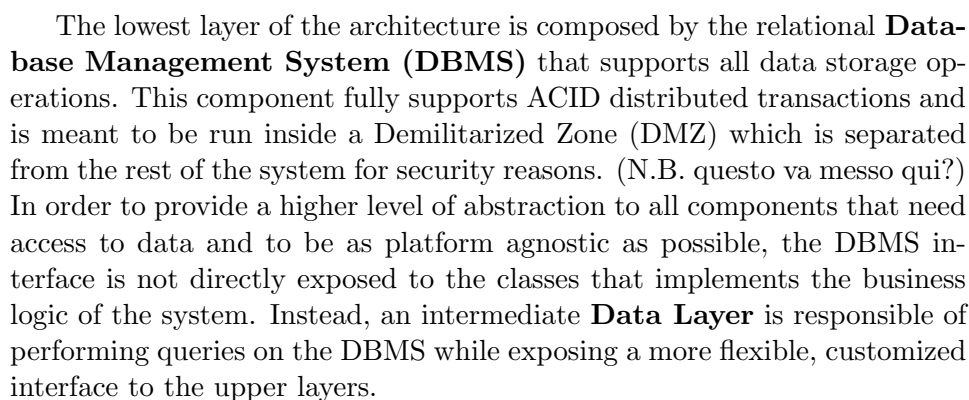 The lowest layer of the architecture is composed by the relational Data-
base Management System (DBMS) that supports all data storage op-
erations. This component fully supports ACID distributed transactions and
is meant to be run inside a Demilitarized Zone (DMZ) which is separated
from the rest of the system for security reasons. (N.B. questo va messo qui?)
In order to provide a higher level of abstraction to all components that need
access to data and to be as platform agnostic as possible, the DBMS in-
terface is not directly exposed to the classes that implements the business
logic of the system. Instead, an intermediate Data Layer is responsible of
performing queries on the DBMS while exposing a more flexible, customized
interface to the upper layers.